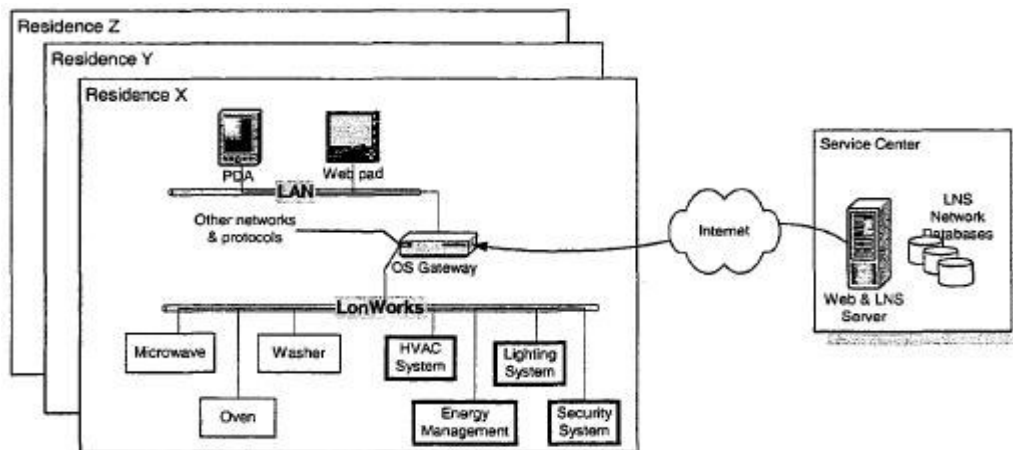 Residence Z
Residence Y
Residence X
PDA
Web pad
LAN
Other networks
& protocols
OS Gateway
LonWorks
Microwave
Washer
HVAC
System
Lighting
System
Oven
Energy
Management
Security
System
Internet
Service Center
LNS
Network
Databases
Web & LNS
Server